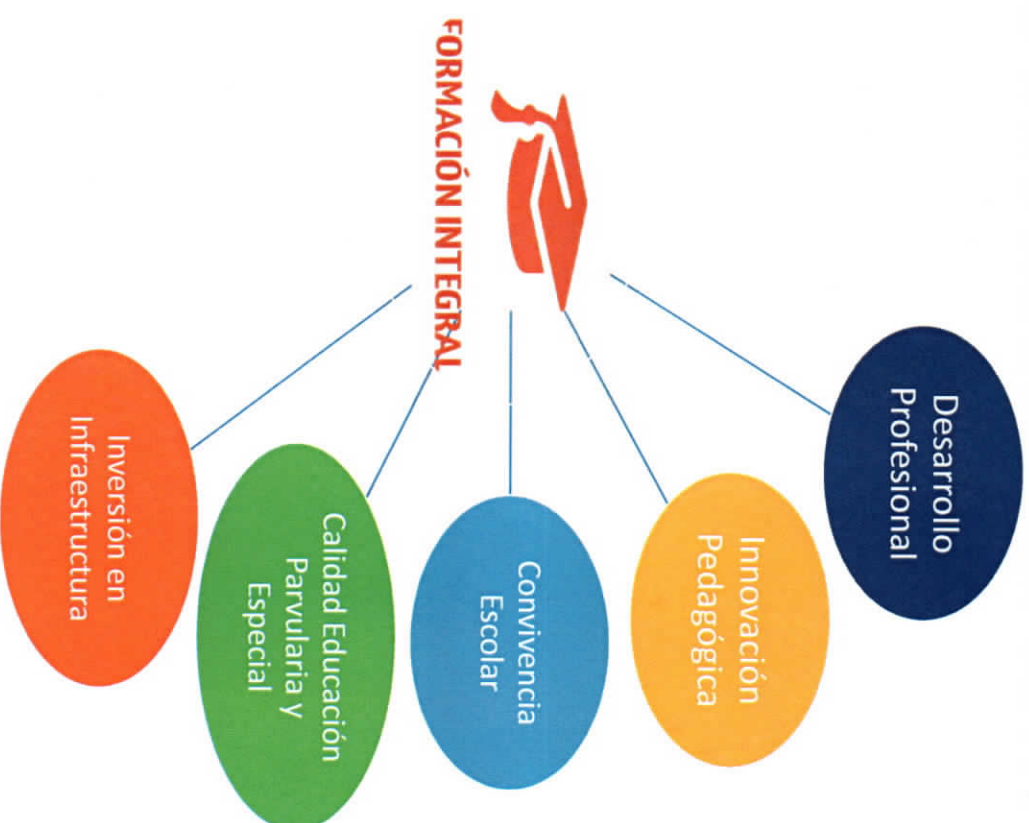 FORMACIÓN INTEGRAL
Desarrollo
Profesional
Innovación
Pedagógica
Convivencia
Escolar
Calidad Educación
Parvularia y
Especial
Inversión en
Infraestructura